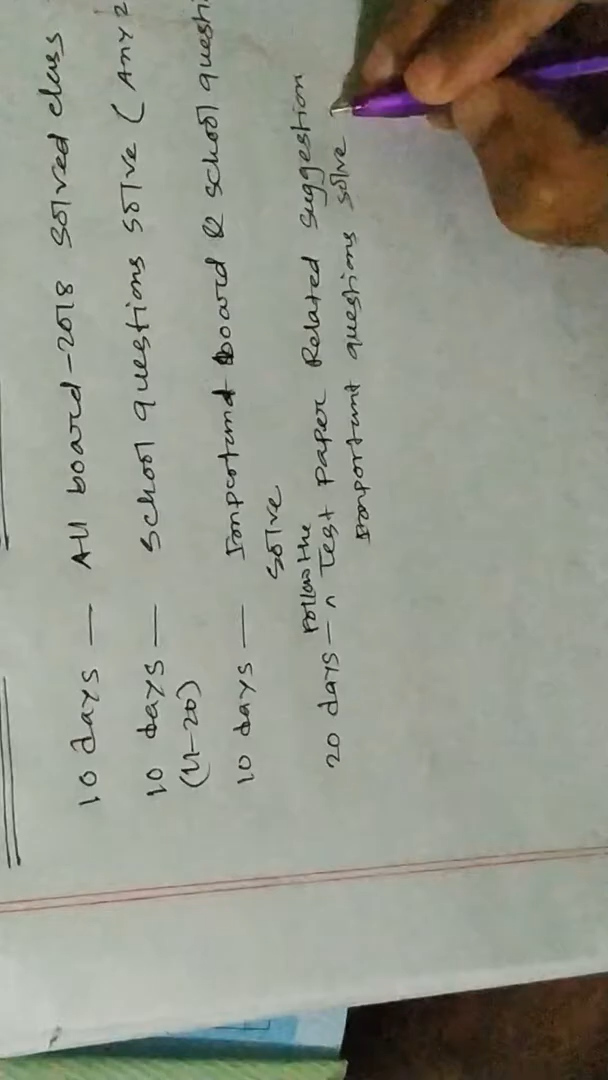 10 days — All board-2018 solved class
10 days — School questions solve (Any 2
(11-20)
10 days — Important board & school questi
solve
Follow the
20 days — ^ Test Paper Related suggestion
Important questions solve